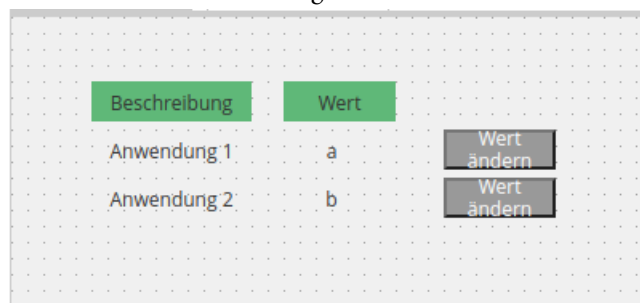 Beschreibung Wert
Anwendung 1 a Wert ändern
Anwendung 2 b Wert ändern